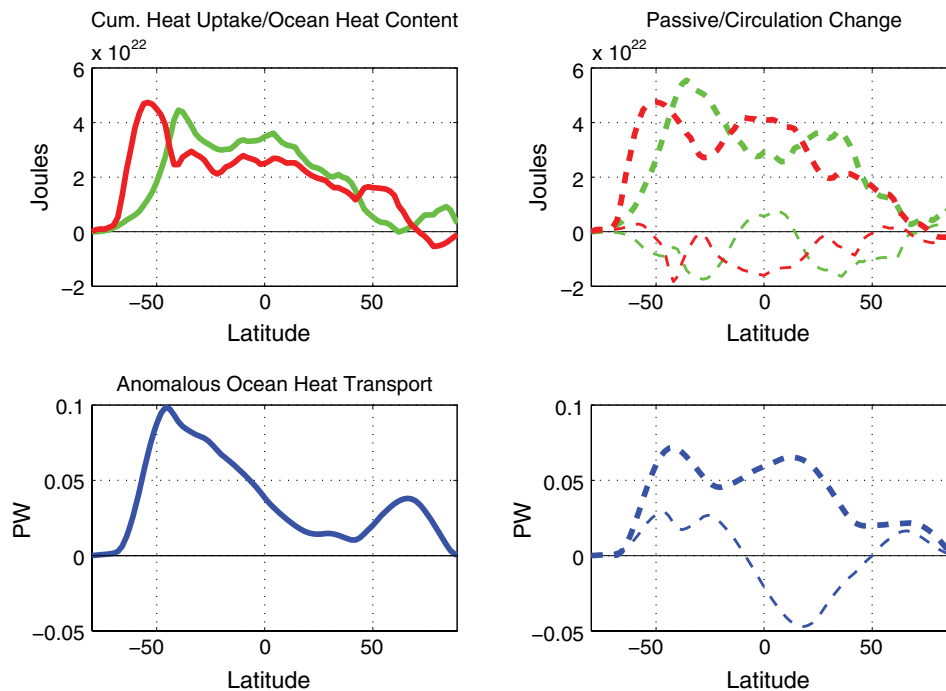 Cum. Heat Uptake/Ocean Heat Content
Passive/Circulation Change
x 10^22
x 10^22
6
4
2
0
−2
Joules
−50
0
50
Latitude
6
4
2
0
−2
Joules
−50
0
50
Latitude
Anomalous Ocean Heat Transport
0.1
0.05
0
−0.05
PW
−50
0
50
Latitude
0.1
0.05
0
−0.05
PW
−50
0
50
Latitude